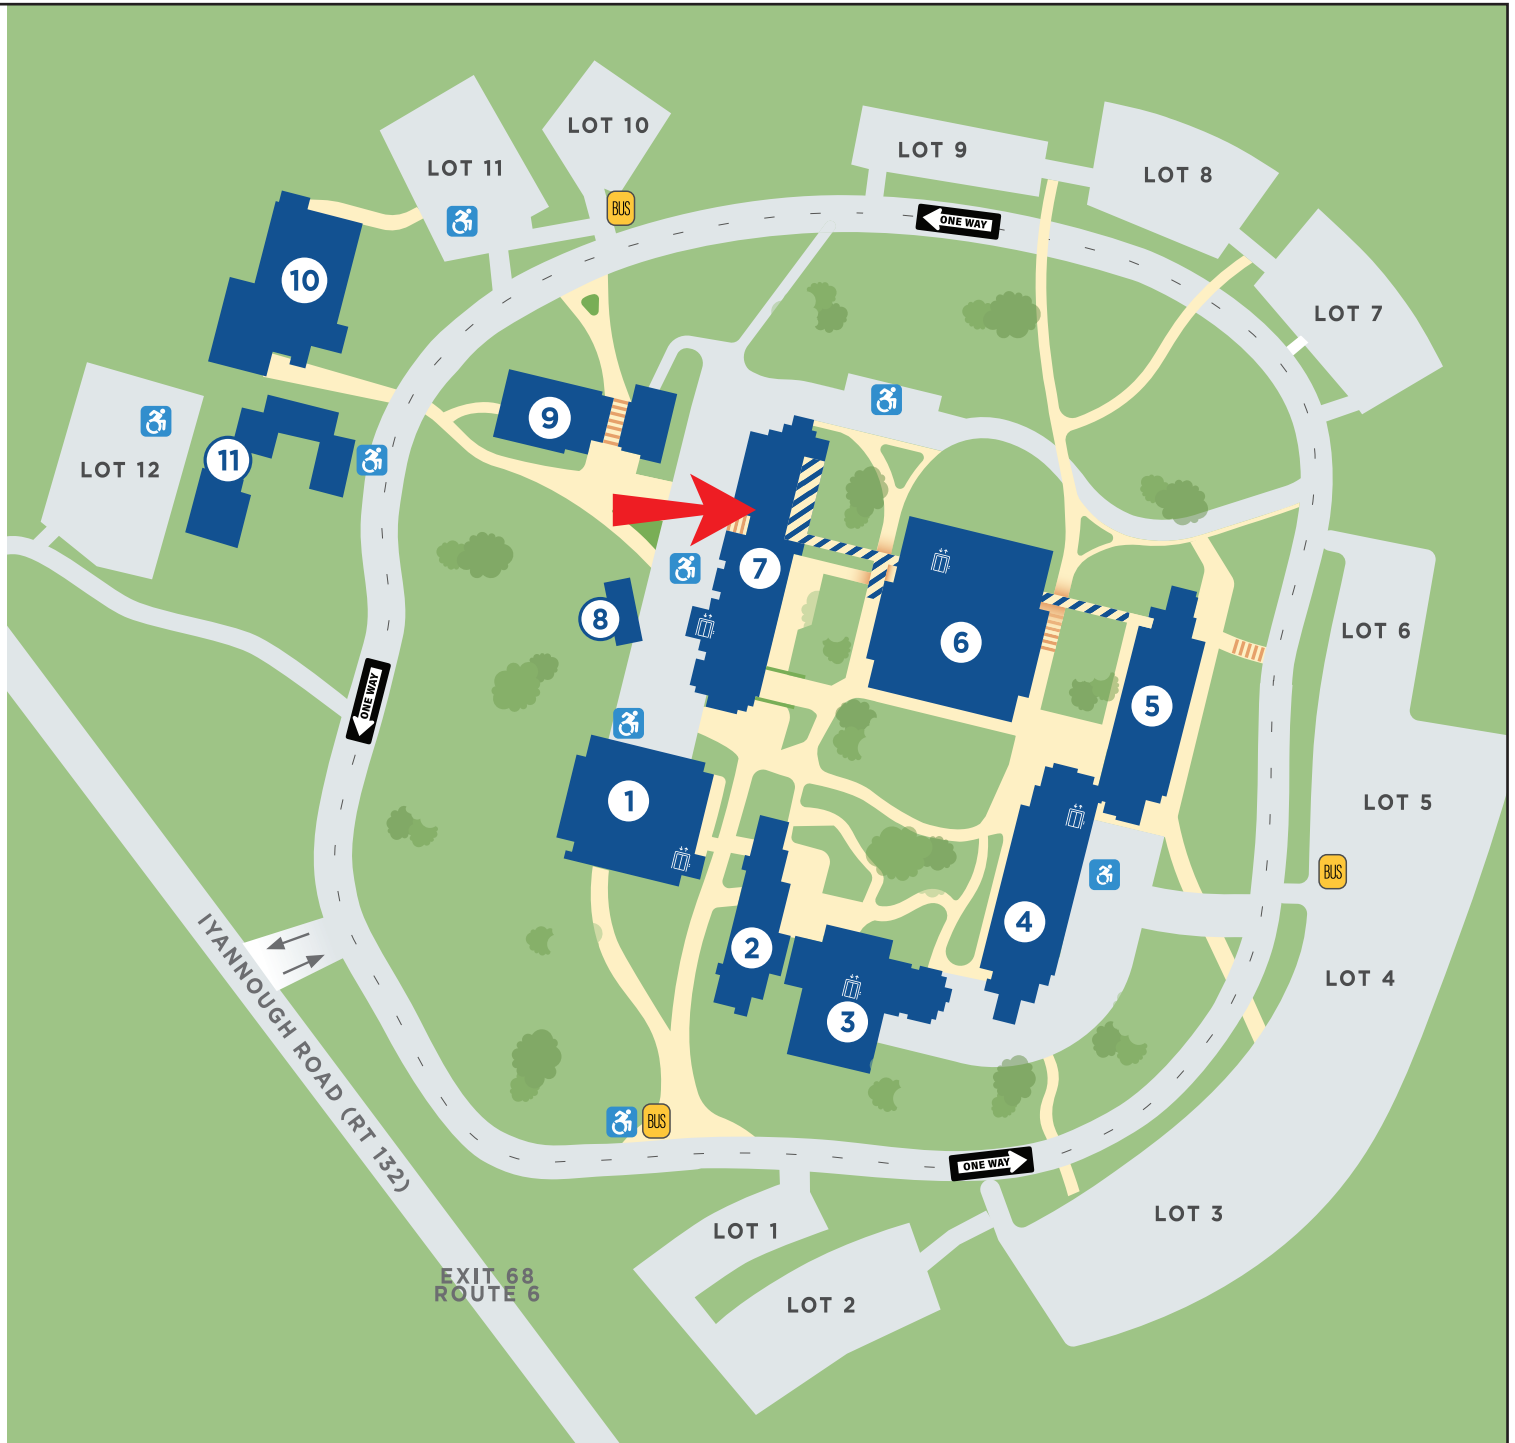 LOT 10
LOT 9
LOT 11
LOT 8
BUS
ONE WAY
10
LOT 7
9
11
LOT 12
7
8
6
LOT 6
5
ONE WAY
1
LOT 5
BUS
4
2
LOT 4
3
IYANNOUGH ROAD (RT 132)
BUS
ONE WAY
LOT 3
LOT 1
EXIT 68
ROUTE 6
LOT 2